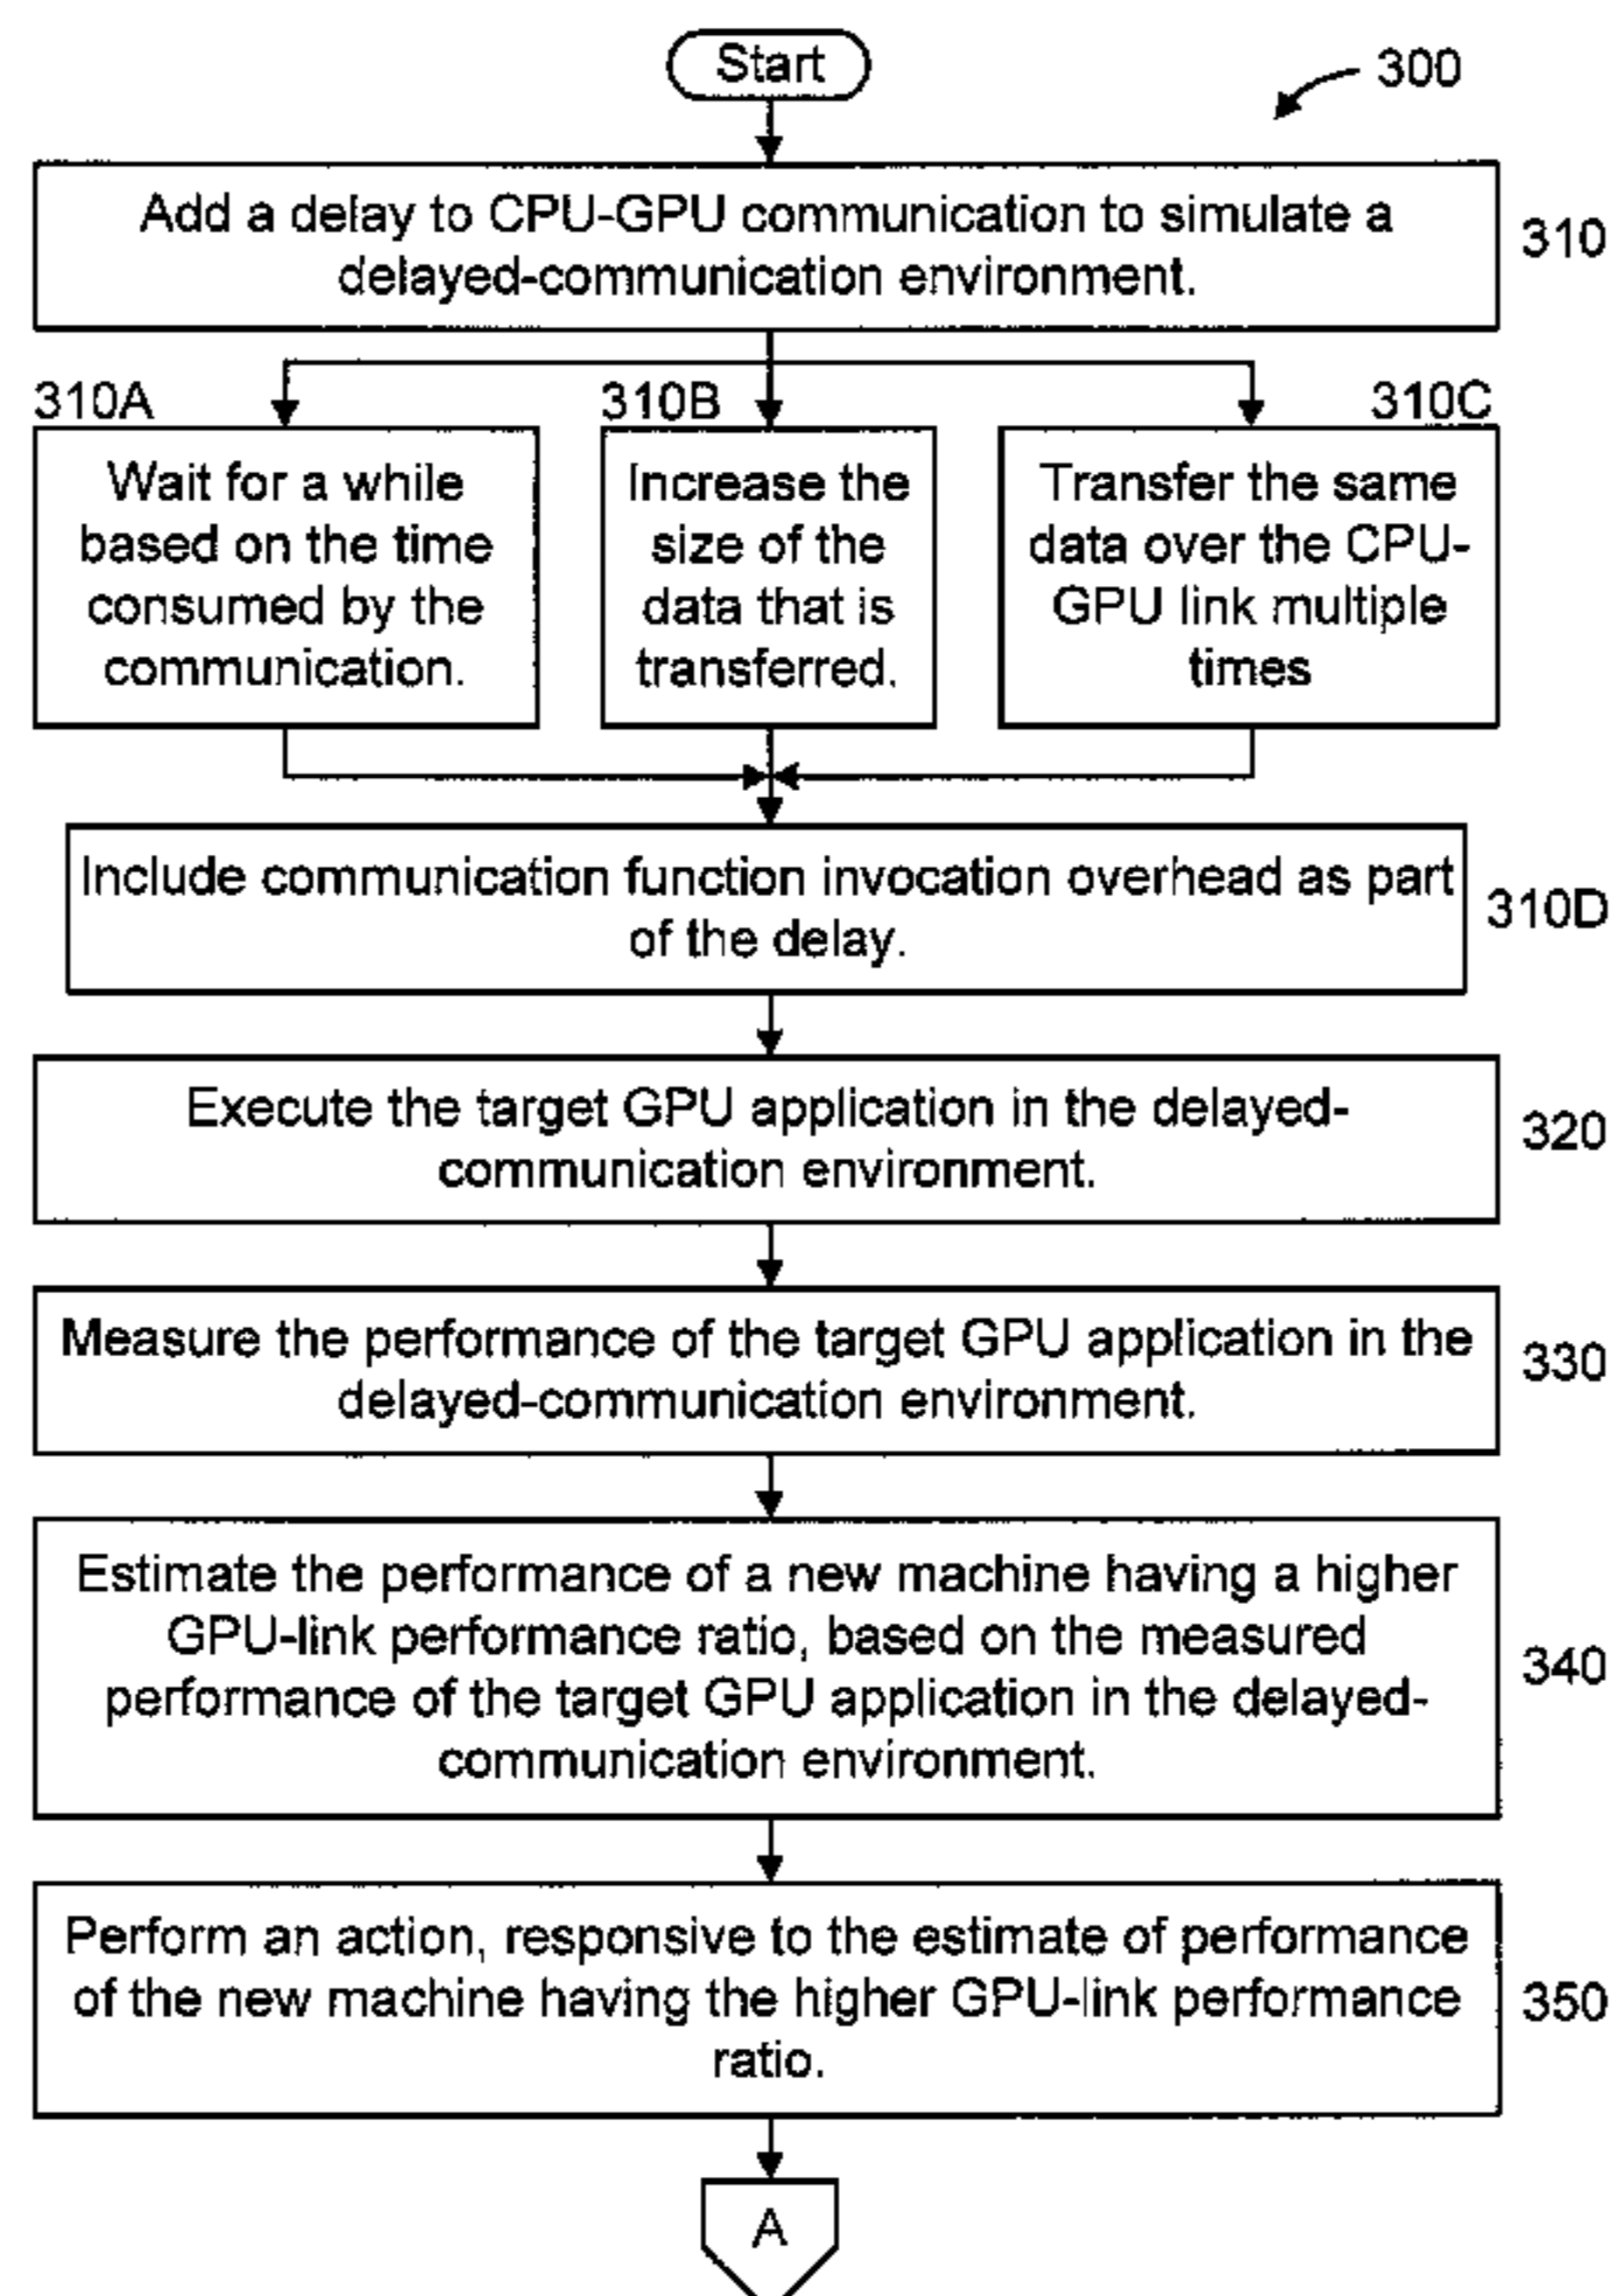 Start
300
Add a delay to CPU-GPU communication to simulate a
delayed-communication environment.
310
310A
Wait for a while
based on the time
consumed by the
communication.
310B
Increase the
size of the
data that is
transferred.
310C
Transfer the same
data over the CPU-
GPU link multiple
times
Include communication function invocation overhead as part
of the delay.
310D
Execute the target GPU application in the delayed-
communication environment.
320
Measure the performance of the target GPU application in the
delayed-communication environment.
330
Estimate the performance of a new machine having a higher
GPU-link performance ratio, based on the measured
performance of the target GPU application in the delayed-
communication environment.
340
Perform an action, responsive to the estimate of performance
of the new machine having the higher GPU-link performance
ratio.
350
A